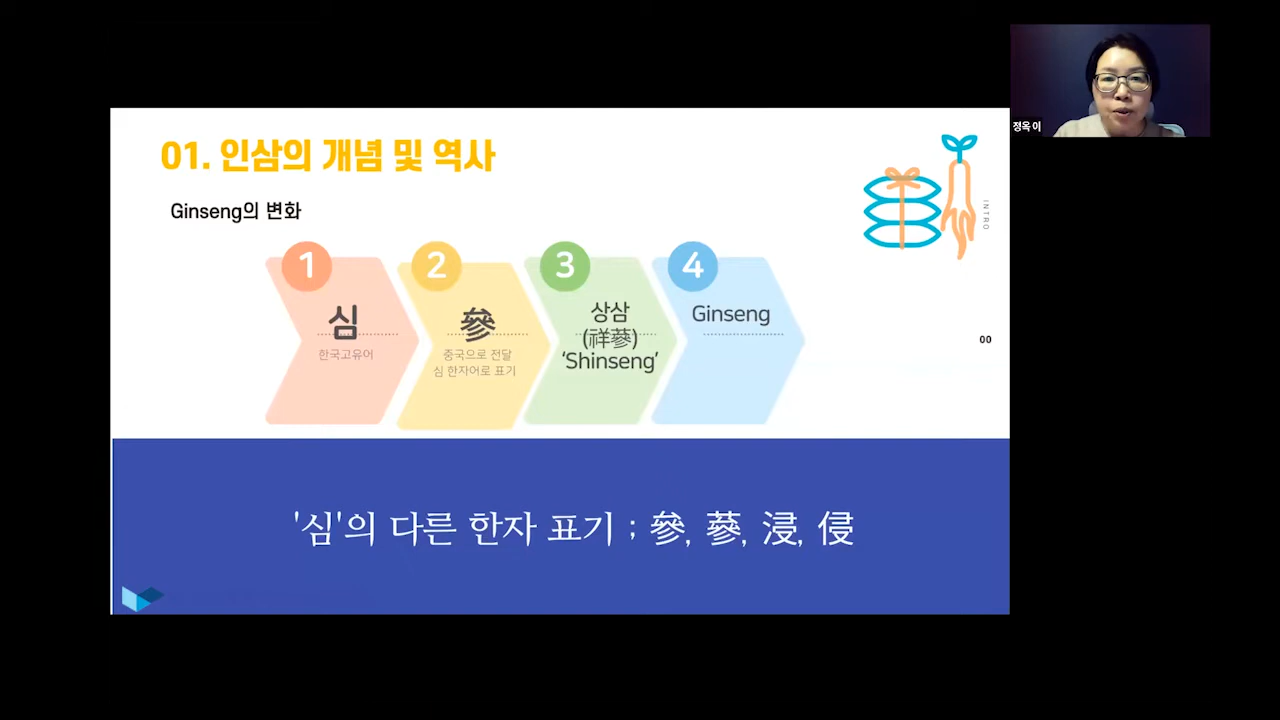 정옥 이
01. 인삼의 개념 및 역사
Ginseng의 변화
INTRO
1
심
한국고유어
2
參
중국으로 전달
심 한자어로 표기
3
상삼
(祥蔘)
‘Shinseng’
4
Ginseng
00
'심'의 다른 한자 표기 ; 參, 蔘, 浸, 侵